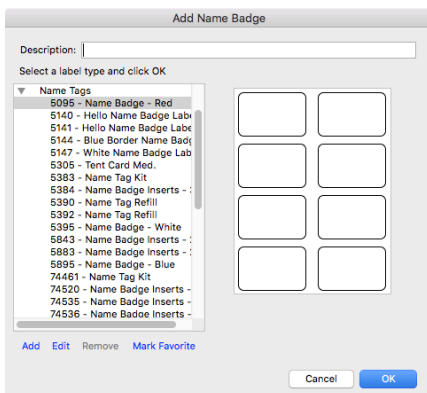 Add Name Badge
Description:
Select a label type and click OK
Name Tags
5095 - Name Badge - Red
5140 - Hello Name Badge Labe
5141 - Hello Name Badge Labe
5144 - Blue Border Name Badg
5147 - White Name Badge Lab
5305 - Tent Card Med.
5383 - Name Tag Kit
5384 - Name Badge Inserts -
5390 - Name Tag Refill
5392 - Name Tag Refill
5395 - Name Badge - White
5843 - Name Badge Inserts -
5883 - Name Badge Inserts -
5895 - Name Badge - Blue
74461 - Name Tag Kit
74520 - Name Badge Inserts -
74535 - Name Badge Inserts -
74536 - Name Badge Inserts -
Add Edit Remove Mark Favorite
Cancel OK